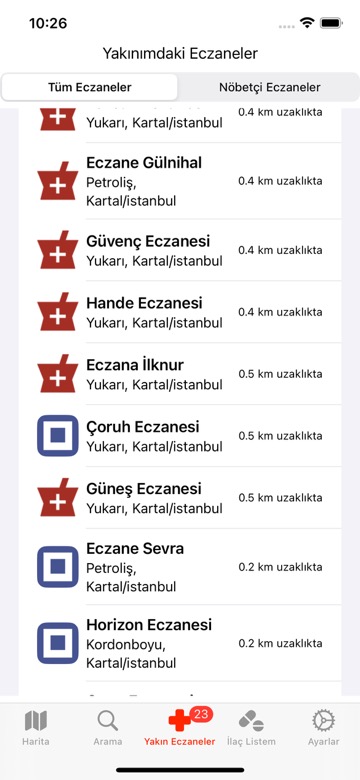 10:26
Yakınımdaki Eczaneler
Tüm Eczaneler
Nöbetçi Eczaneler
Yukarı, Kartal/istanbul
0.4 km uzaklıkta
Eczane Gülnihal
Petroliş,
Kartal/istanbul
0.4 km uzaklıkta
Güvenç Eczanesi
Yukarı, Kartal/istanbul
0.4 km uzaklıkta
Hande Eczanesi
Yukarı, Kartal/istanbul
0.4 km uzaklıkta
Eczana İlknur
Yukarı, Kartal/istanbul
0.5 km uzaklıkta
Çoruh Eczanesi
Yukarı, Kartal/istanbul
0.5 km uzaklıkta
Güneş Eczanesi
Yukarı, Kartal/istanbul
0.5 km uzaklıkta
Eczane Sevra
Petroliş,
Kartal/istanbul
0.2 km uzaklıkta
Horizon Eczanesi
Kordonboyu,
Kartal/istanbul
0.2 km uzaklıkta
23
Harita
Arama
Yakın Eczaneler
İlaç Listem
Ayarlar